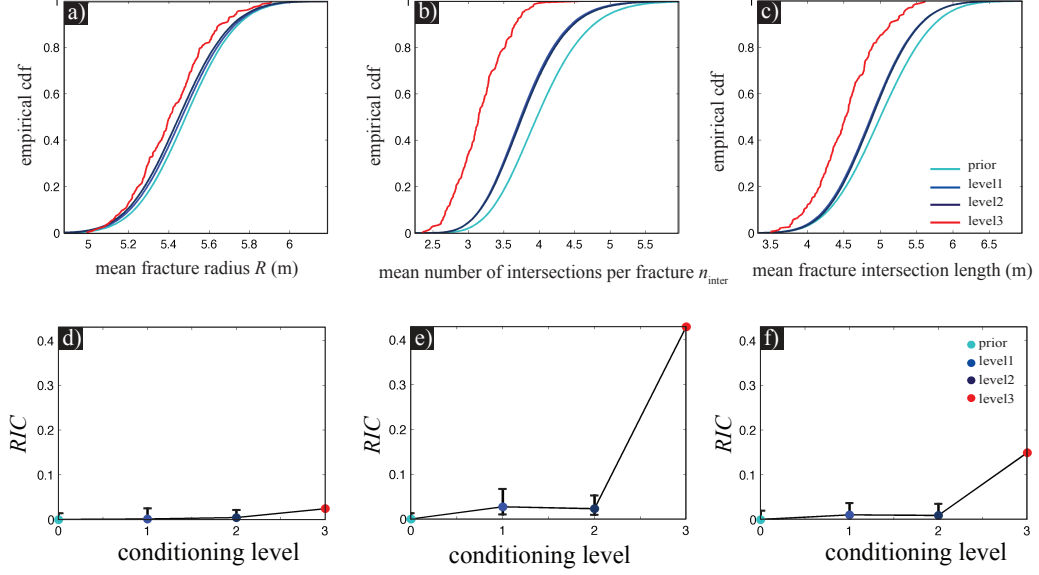 a)
1
0.8
0.6
0.4
0.2
0
empirical cdf
5 5.2 5.4 5.6 5.8 6
mean fracture radius R (m)
b)
1
0.8
0.6
0.4
0.2
0
empirical cdf
2.5 3 3.5 4 4.5 5 5.5
mean number of intersections per fracture n_inter
c)
1
0.8
0.6
0.4
0.2
0
empirical cdf
prior
level1
level2
level3
3.5 4 4.5 5 5.5 6 6.5
mean fracture intersection length (m)
d)
0.4
0.3
0.2
0.1
0
RIC
0 1 2 3
conditioning level
e)
0.4
0.3
0.2
0.1
0
RIC
0 1 2 3
conditioning level
f)
0.4
0.3
0.2
0.1
0
RIC
prior
level1
level2
level3
0 1 2 3
conditioning level